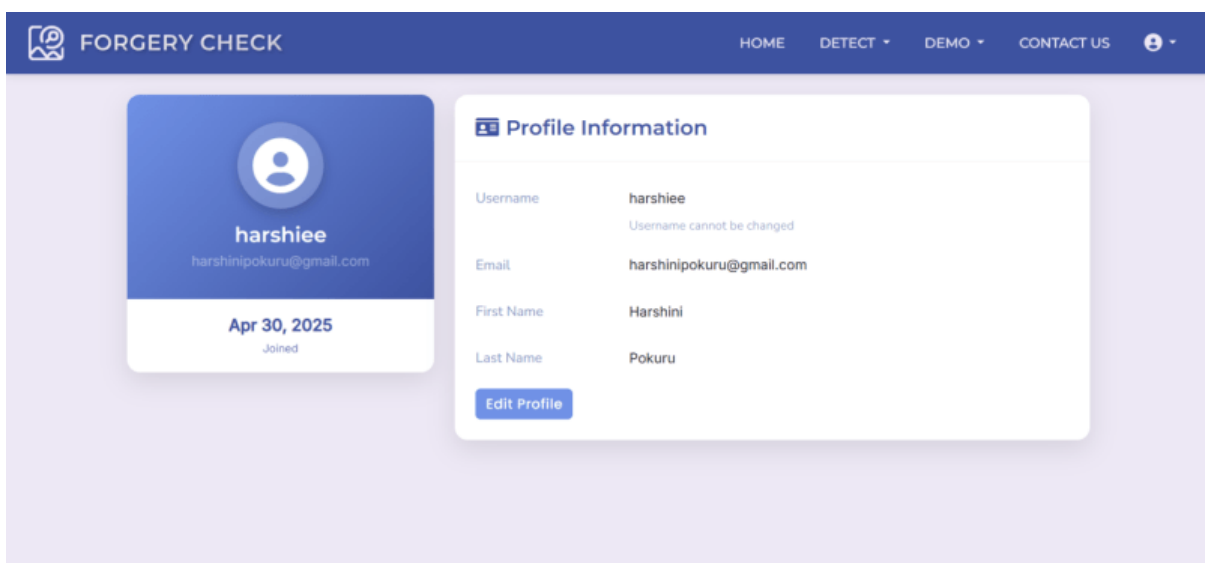 FORGERY CHECK
HOME DETECT DEMO CONTACT US
harshiee
harshinipokuru@gmail.com
Apr 30, 2025
Joined
Profile Information
Username harshiee
Username cannot be changed
Email harshinipokuru@gmail.com
First Name Harshini
Last Name Pokuru
Edit Profile